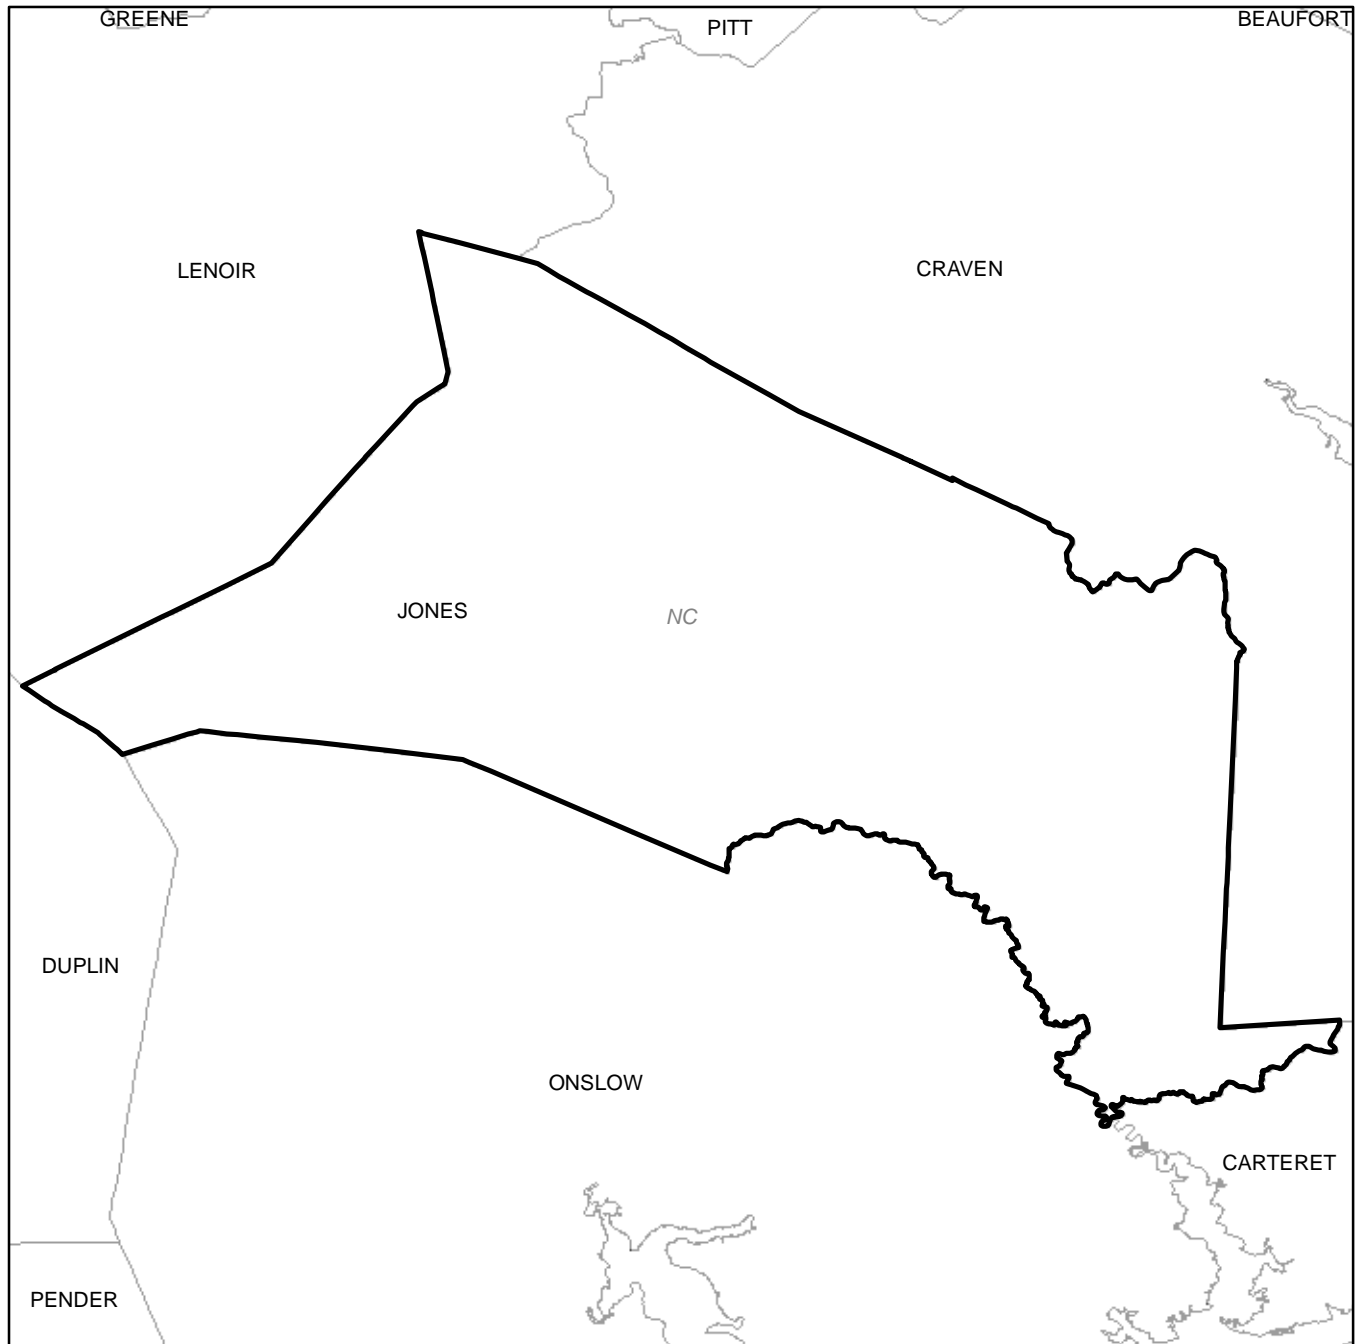 GREENE
PITT
BEAUFORT
LENOIR
CRAVEN
JONES
NC
DUPLIN
ONSLOW
CARTERET
PENDER